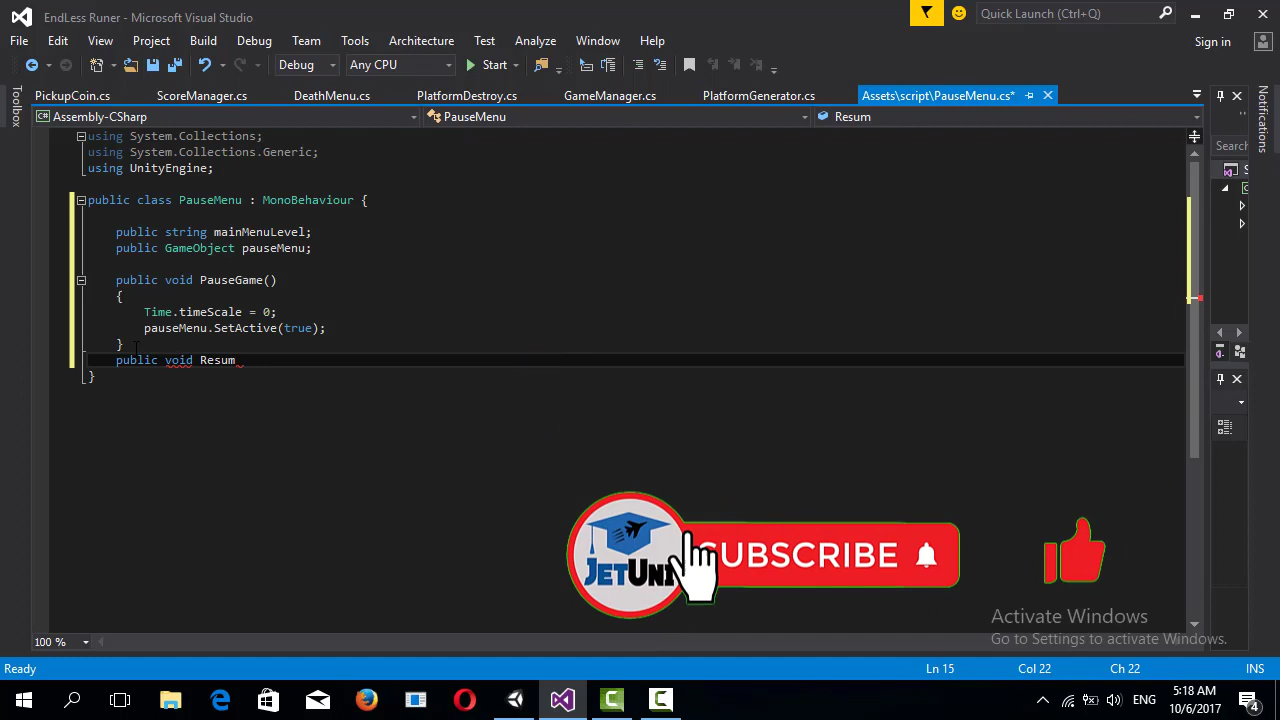 EndLess Runer - Microsoft Visual Studio
Quick Launch (Ctrl+Q)
File Edit View Project Build Debug Team Tools Architecture Test Analyze Window Help
Sign in
Debug Any CPU Start
PickupCoin.cs ScoreManager.cs DeathMenu.cs PlatformDestroy.cs GameManager.cs PlatformGenerator.cs Assets\script\PauseMenu.cs*
Toolbox
Notifications
Assembly-CSharp PauseMenu Resum
Search
using System.Collections;
using System.Collections.Generic;
using UnityEngine;
public class PauseMenu : MonoBehaviour {
public string mainMenuLevel;
public GameObject pauseMenu;
public void PauseGame()
{
Time.timeScale = 0;
pauseMenu.SetActive(true);
}
public void Resum
}
JETUNI
SUBSCRIBE
Activate Windows
Go to Settings to activate Windows.
100 %
Ready Ln 15 Col 22 Ch 22 INS
ENG
5:18 AM
10/6/2017
4